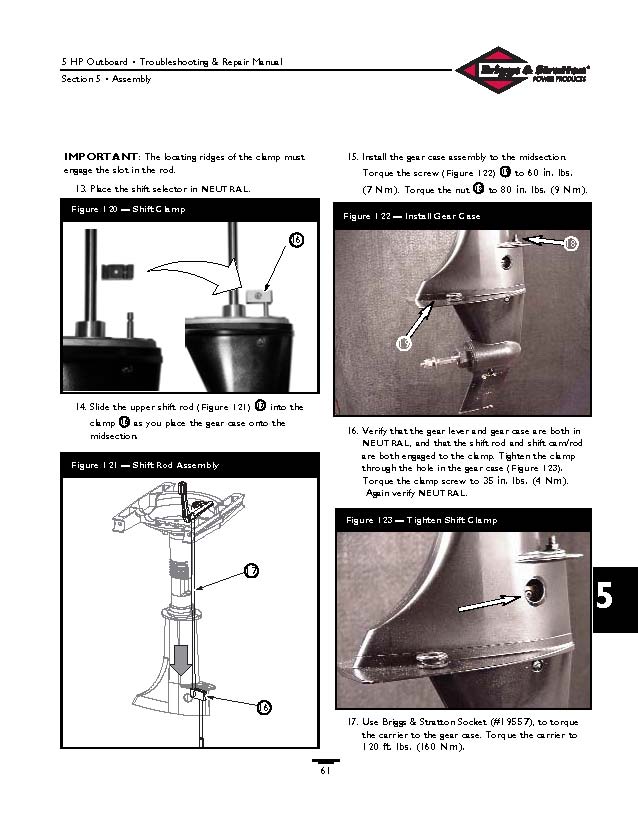 5 HP Outboard • Troubleshooting & Repair Manual
Section 5 • Assembly
Briggs & Stratton®
POWER PRODUCTS
IMPORTANT: The locating ridges of the clamp must
engage the slot in the rod.
13. Place the shift selector in NEUTRAL.
Figure 120 — Shift Clamp
16
14. Slide the upper shift rod (Figure 121) 17 into the
clamp 16 as you place the gear case onto the
midsection.
Figure 121 — Shift Rod Assembly
17
16
15. Install the gear case assembly to the midsection.
Torque the screw (Figure 122) to 60 in. lbs.
(7 Nm). Torque the nut 18 to 80 in. lbs. (9 Nm).
Figure 122 — Install Gear Case
18
19
16. Verify that the gear lever and gear case are both in
NEUTRAL, and that the shift rod and shift cam/rod
are both engaged to the clamp. Tighten the clamp
through the hole in the gear case (Figure 123).
Torque the clamp screw to 35 in. lbs. (4 Nm).
Again verify NEUTRAL.
Figure 123 — Tighten Shift Clamp
5
17. Use Briggs & Stratton Socket (#19557), to torque
the carrier to the gear case. Torque the carrier to
120 ft. lbs. (160 Nm).
61